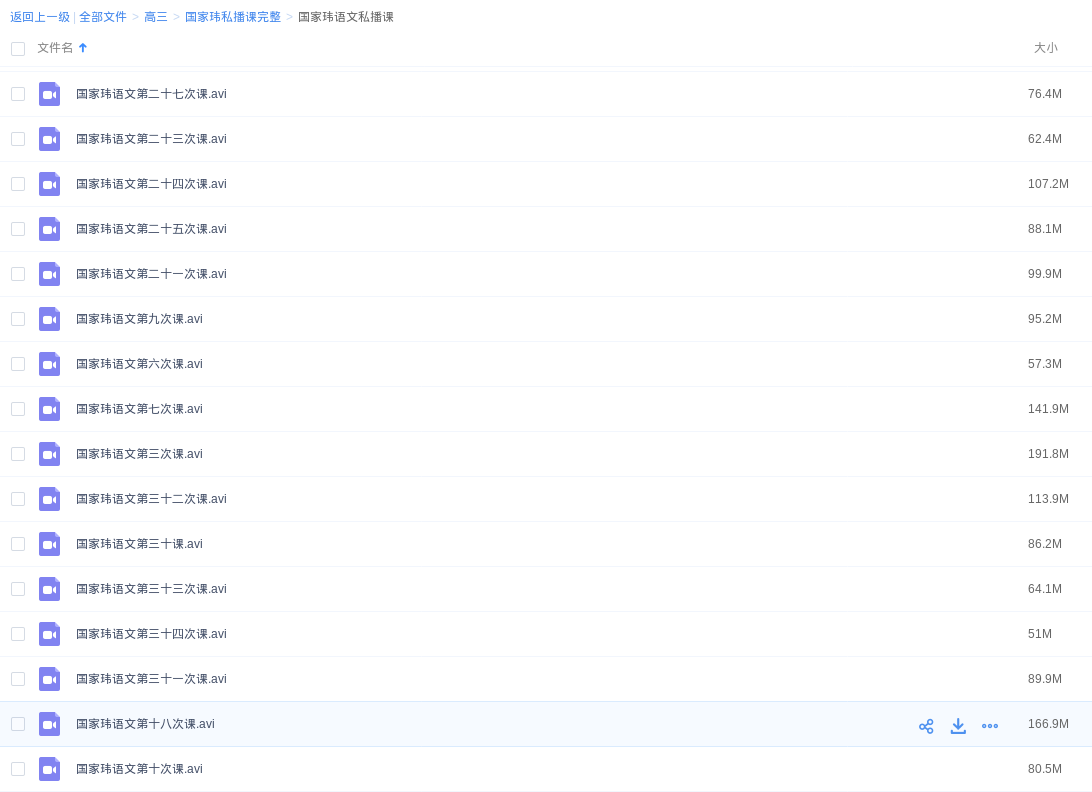 返回上一级 | 全部文件 > 高三 > 国家玮私播课完整 > 国家玮语文私播课
文件名 大小
国家玮语文第二十七次课.avi 76.4M
国家玮语文第二十三次课.avi 62.4M
国家玮语文第二十四次课.avi 107.2M
国家玮语文第二十五次课.avi 88.1M
国家玮语文第二十一次课.avi 99.9M
国家玮语文第九次课.avi 95.2M
国家玮语文第六次课.avi 57.3M
国家玮语文第七次课.avi 141.9M
国家玮语文第三次课.avi 191.8M
国家玮语文第三十二次课.avi 113.9M
国家玮语文第三十课.avi 86.2M
国家玮语文第三十三次课.avi 64.1M
国家玮语文第三十四次课.avi 51M
国家玮语文第三十一次课.avi 89.9M
国家玮语文第十八次课.avi 166.9M
国家玮语文第十次课.avi 80.5M